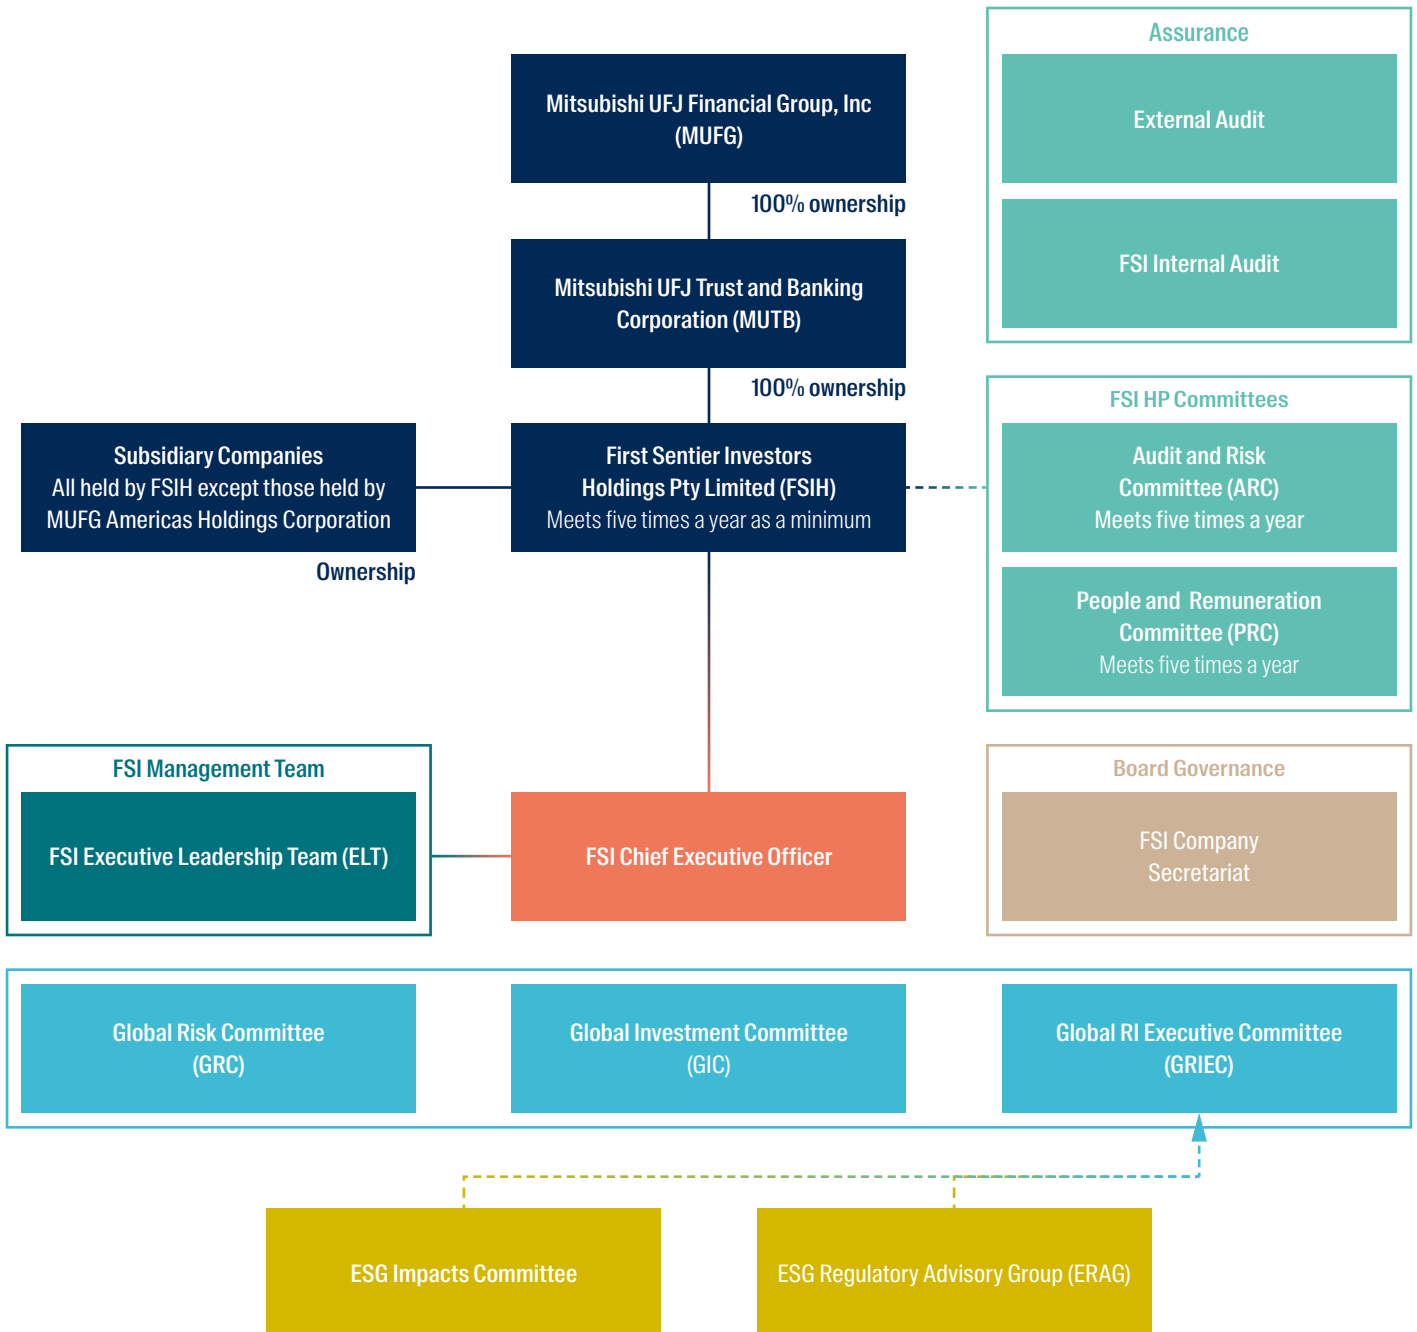 Mitsubishi UFJ Financial Group, Inc
(MUFG)
100% ownership
Mitsubishi UFJ Trust and Banking
Corporation (MUTB)
100% ownership
Subsidiary Companies
All held by FSIH except those held by
MUFG Americas Holdings Corporation
Ownership
First Sentier Investors
Holdings Pty Limited (FSIH)
Meets five times a year as a minimum
Assurance
External Audit
FSI Internal Audit
FSI HP Committees
Audit and Risk
Committee (ARC)
Meets five times a year
People and Remuneration
Committee (PRC)
Meets five times a year
FSI Management Team
FSI Executive Leadership Team (ELT)
FSI Chief Executive Officer
Board Governance
FSI Company
Secretariat
Global Risk Committee
(GRC)
Global Investment Committee
(GIC)
Global RI Executive Committee
(GRIEC)
ESG Impacts Committee
ESG Regulatory Advisory Group (ERAG)